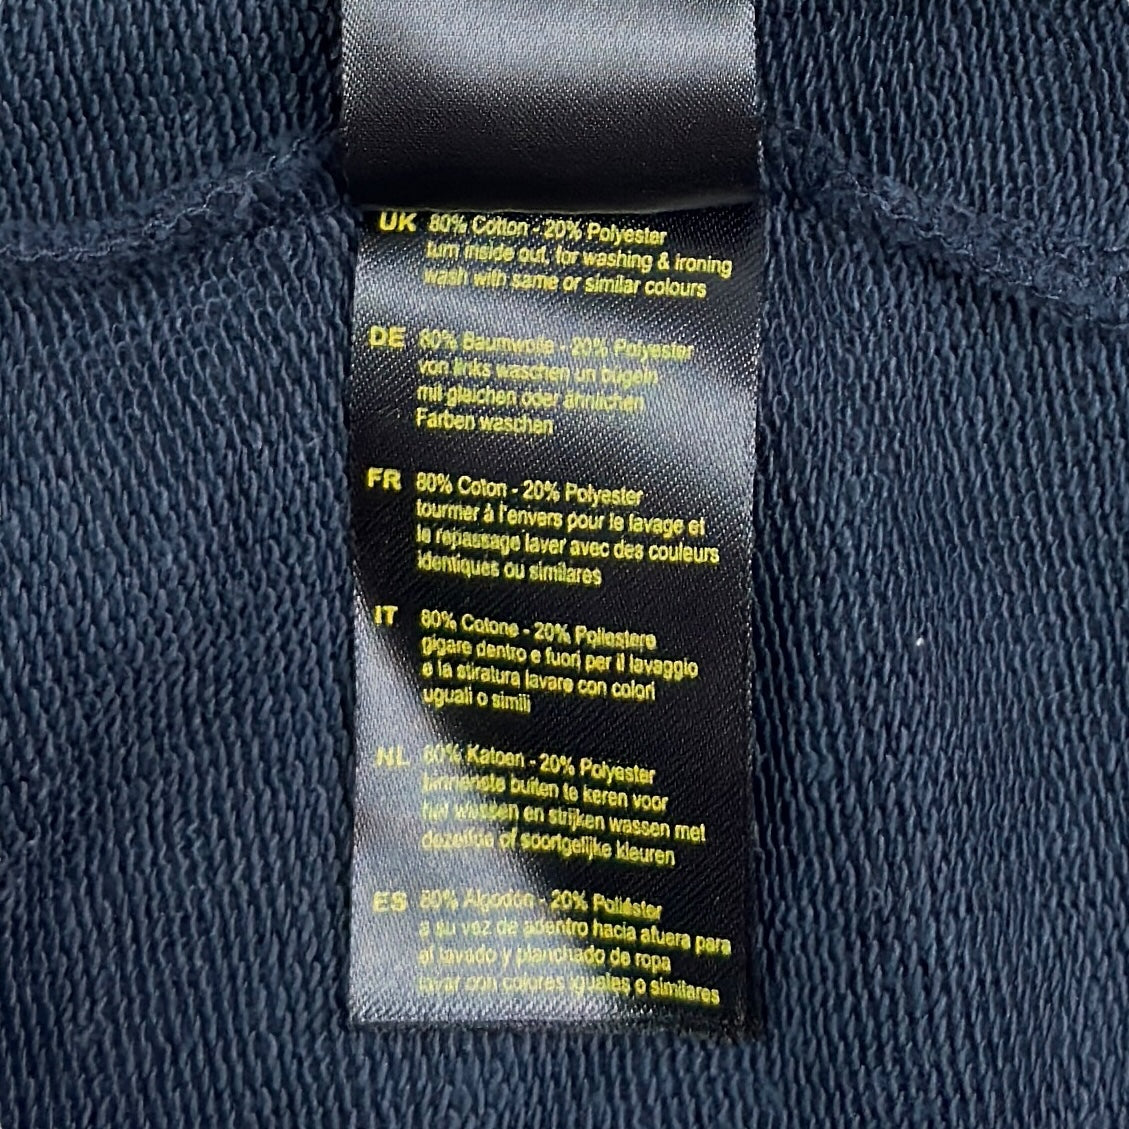 UK 80% Cotton - 20% Polyester
turn inside out, for washing & ironing
wash with same or similar colours
DE 80% Baumwolle - 20% Polyester
von links waschen un bügeln
mit gleichen oder ähnlichen
Farben waschen
FR 80% Coton - 20% Polyester
tourner à l'envers pour le lavage et
le repassage laver avec des couleurs
identiques ou similares
IT 80% Cotone - 20% Poliestere
gigare dentro e fuori per il lavaggio
e la stiratura lavare con colori
uguali o simili
NL 80% Katoen - 20% Polyester
binnenste buiten te keren voor
het wassen en strijken wassen met
dezelfde of soortgelijke kleuren
ES 80% Algodón - 20% Poliéster
a su vez de adentro hacia afuera para
el lavado y planchado de ropa
lavar con colores iguales o similares